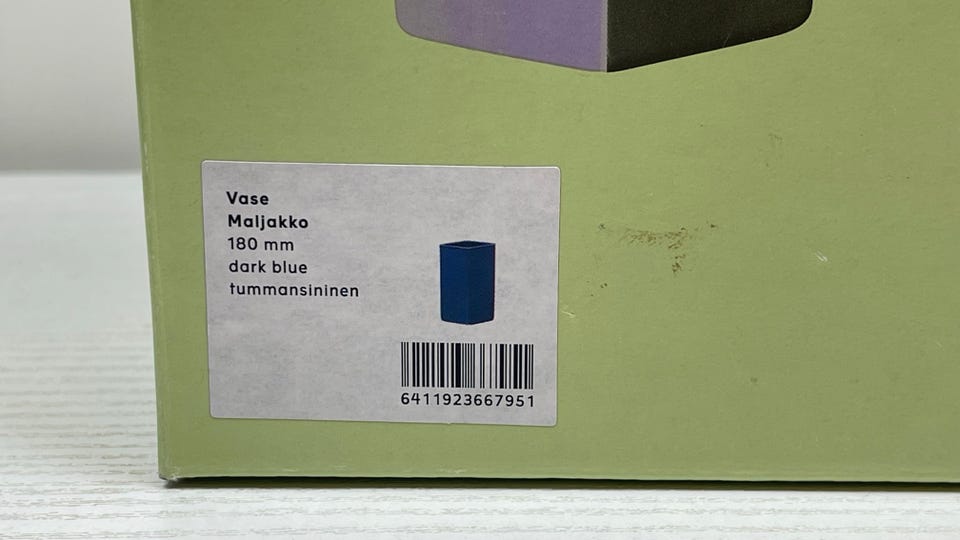 Vase
Maljakko
180 mm
dark blue
tummansininen
6411923667951